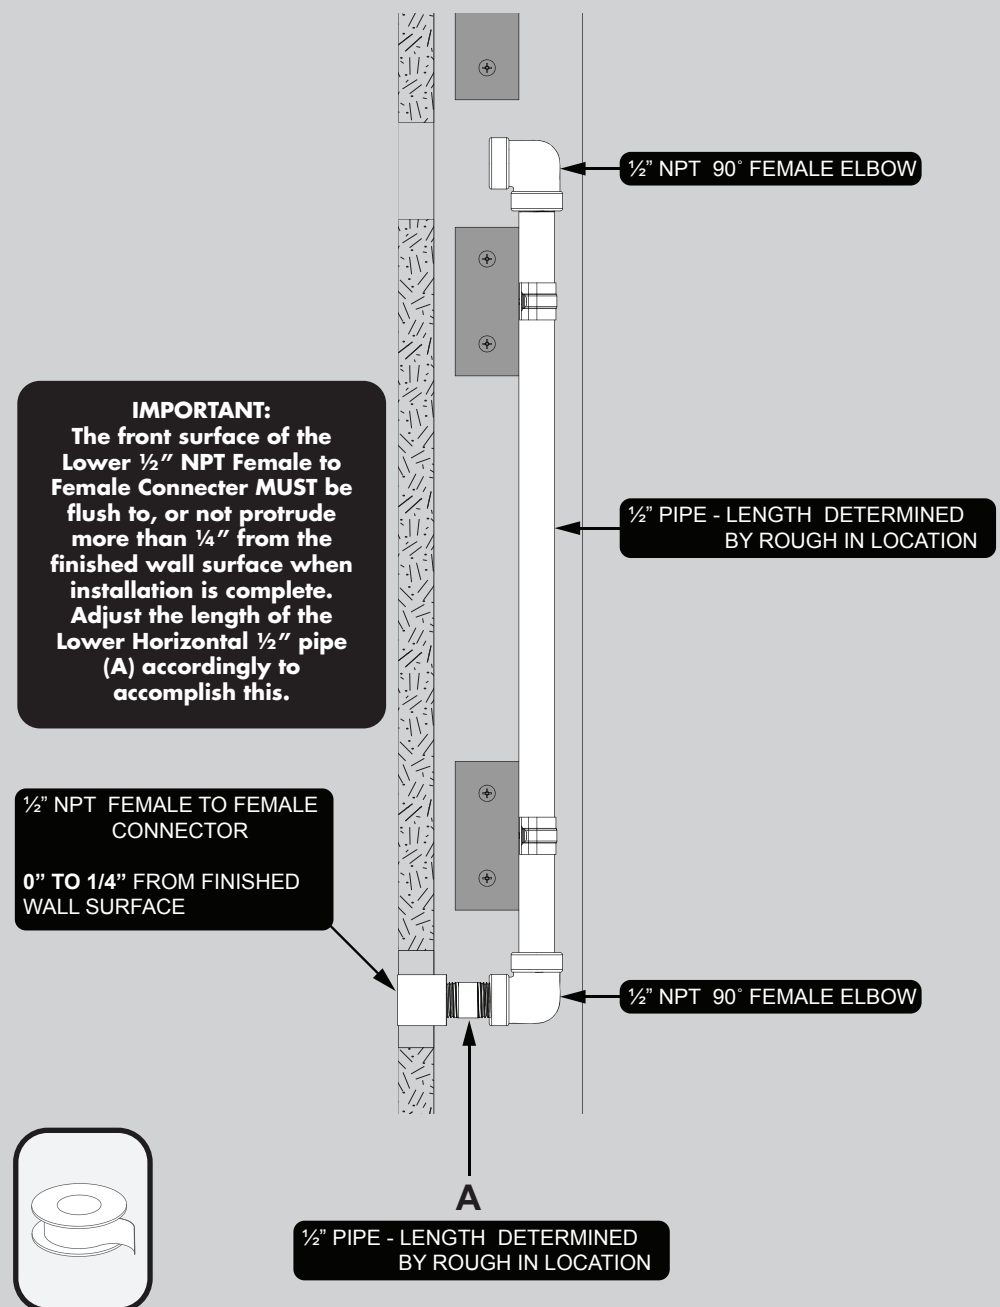 ½” NPT 90˚ FEMALE ELBOW
IMPORTANT:
The front surface of the
Lower ½” NPT Female to
Female Connecter MUST be
flush to, or not protrude
more than ¼” from the
finished wall surface when
installation is complete.
Adjust the length of the
Lower Horizontal ½” pipe
(A) accordingly to
accomplish this.
½” PIPE - LENGTH DETERMINED
BY ROUGH IN LOCATION
½” NPT FEMALE TO FEMALE
CONNECTOR
0” TO 1/4” FROM FINISHED
WALL SURFACE
½” NPT 90˚ FEMALE ELBOW
A
½” PIPE - LENGTH DETERMINED
BY ROUGH IN LOCATION